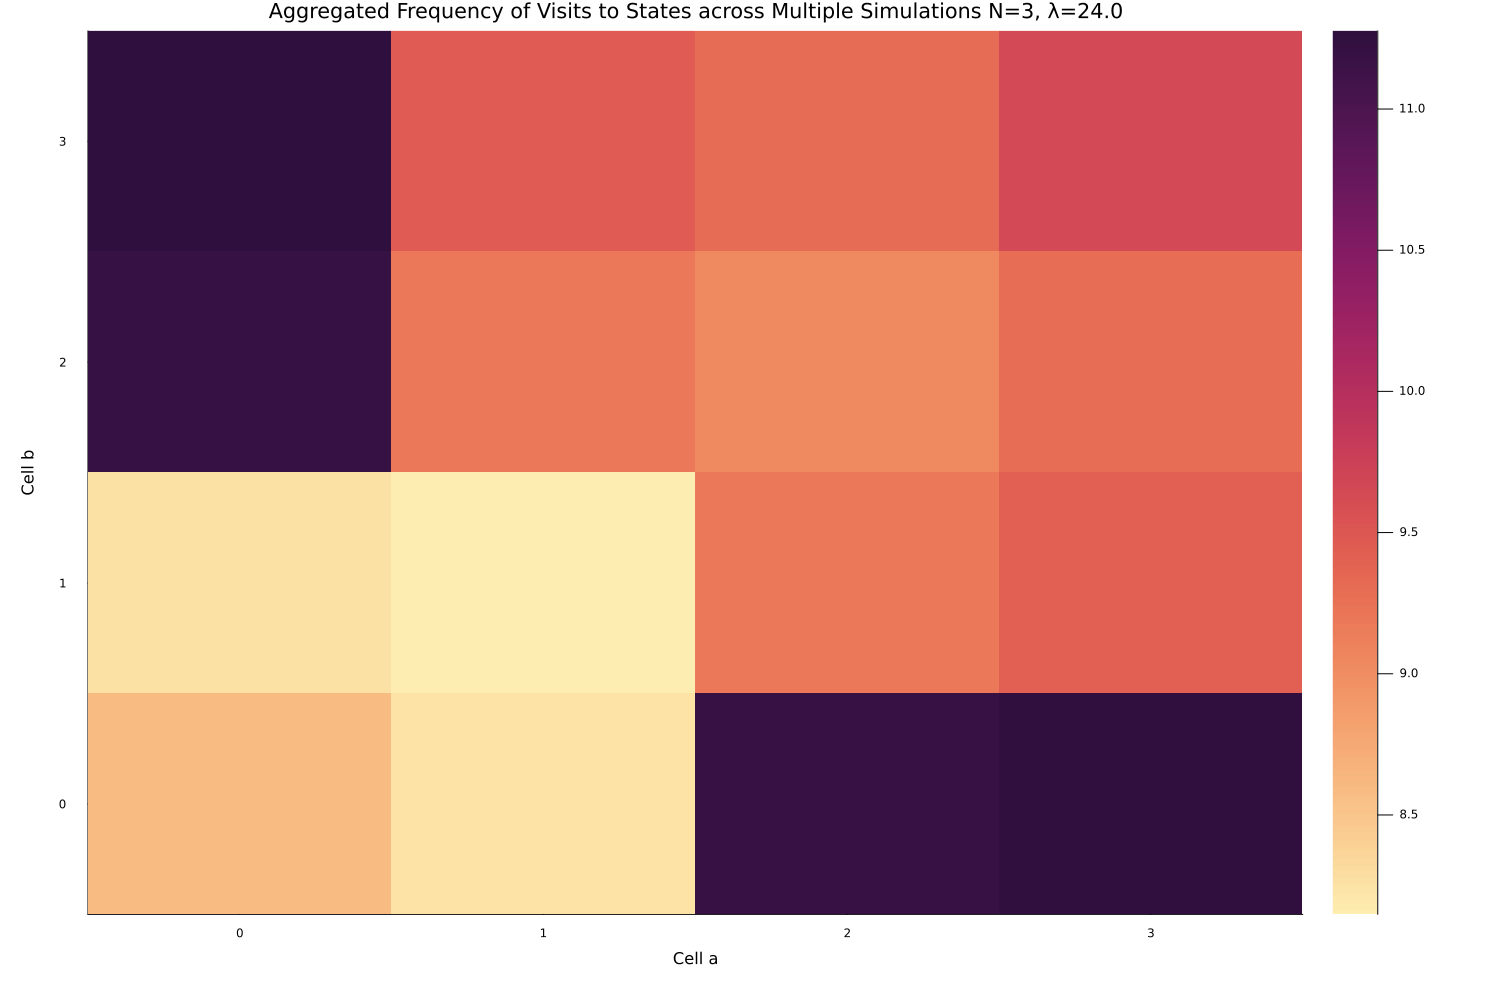 Aggregated Frequency of Visits to States across Multiple Simulations N=3, λ=24.0
3
2
1
0
Cell b
0 1 2 3
Cell a
11.0
10.5
10.0
9.5
9.0
8.5